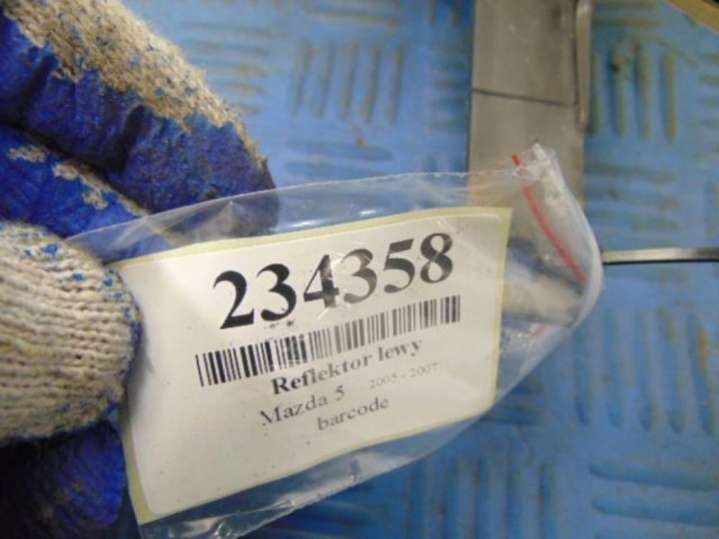 234358
Reflektor lewy
Mazda 5 2005 - 2007
barcode